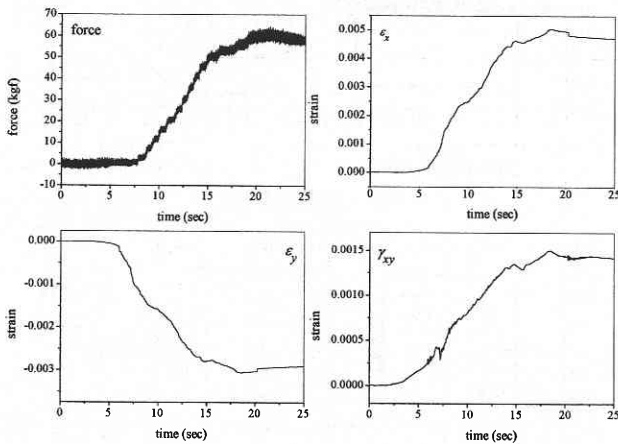 force
force (kgf)
70
60
50
40
30
20
10
0
-10
0 5 10 15 20 25
time (sec)
εx
strain
0.005
0.004
0.003
0.002
0.001
0.000
0 5 10 15 20 25
time (sec)
εy
strain
0.000
-0.001
-0.002
-0.003
0 5 10 15 20 25
time (sec)
γxy
strain
0.0015
0.0010
0.0005
0.0000
0 5 10 15 20 25
time (sec)